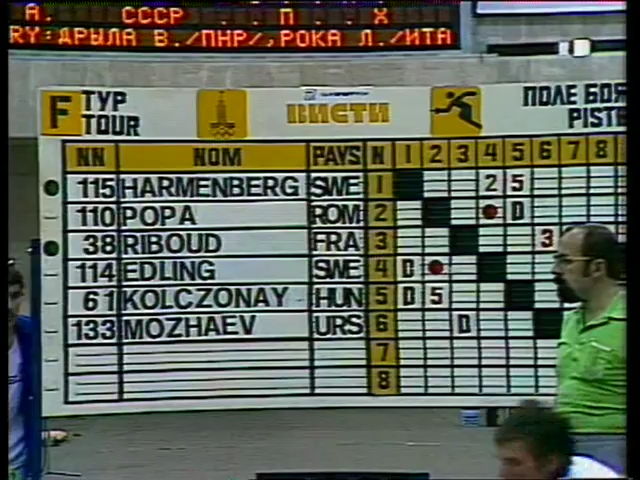 А. СССР . П . Х
RY: ДРЫЛА В./ПНР/, РОКА Л./ИТА
F ТУР TOUR ВИСТИ ПОЛЕ БОЯ PISTE
NN NOM PAYS N 1 2 3 4 5 6 7 8
115 HARMENBERG SWE 1 2 5
110 POPA ROM 2 D
38 RIBOUD FRA 3 3
114 EDLING SWE 4 D
61 KOLCZONAY HUN 5 D 5
133 MOZHAEV URS 6 D
7
8